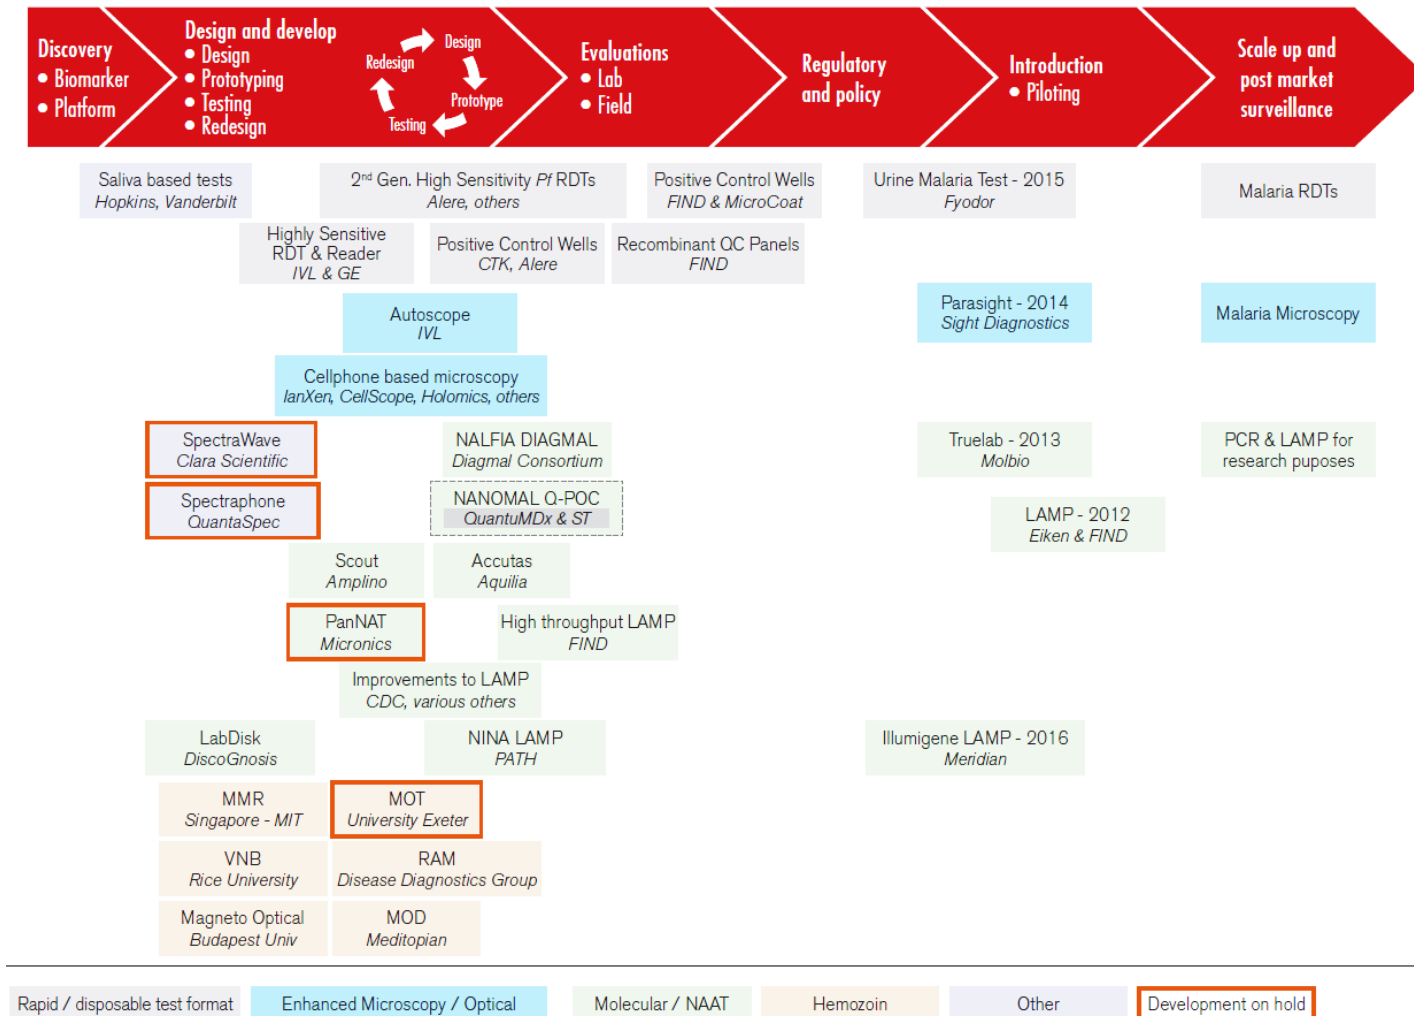 Discovery
• Biomarker
• Platform
Design and develop
• Design
• Prototyping
• Testing
• Redesign
Design
Prototype
Testing
Redesign
Evaluations
• Lab
• Field
Regulatory
and policy
Introduction
• Piloting
Scale up and
post market
surveillance
Saliva based tests
Hopkins, Vanderbilt
2nd Gen. High Sensitivity Pf RDTs
Alere, others
Positive Control Wells
FIND & MicroCoat
Urine Malaria Test - 2015
Fyodor
Malaria RDTs
Highly Sensitive
RDT & Reader
IVL & GE
Positive Control Wells
CTK, Alere
Recombinant QC Panels
FIND
Autoscope
IVL
Parasight - 2014
Sight Diagnostics
Malaria Microscopy
Cellphone based microscopy
IanXen, CellScope, Holomics, others
SpectraWave
Clara Scientific
NALFIA DIAGMAL
Diagmal Consortium
Truelab - 2013
Molbio
PCR & LAMP for
research puposes
Spectraphone
QuantaSpec
NANOMAL Q-POC
QuantuMDx & ST
LAMP - 2012
Eiken & FIND
Scout
Amplino
Accutas
Aquilia
PanNAT
Micronics
High throughput LAMP
FIND
Improvements to LAMP
CDC, various others
LabDisk
DiscoGnosis
NINA LAMP
PATH
Illumigene LAMP - 2016
Meridian
MMR
Singapore - MIT
MOT
University Exeter
VNB
Rice University
RAM
Disease Diagnostics Group
Magneto Optical
Budapest Univ
MOD
Meditopian
Rapid / disposable test format
Enhanced Microscopy / Optical
Molecular / NAAT
Hemozoin
Other
Development on hold